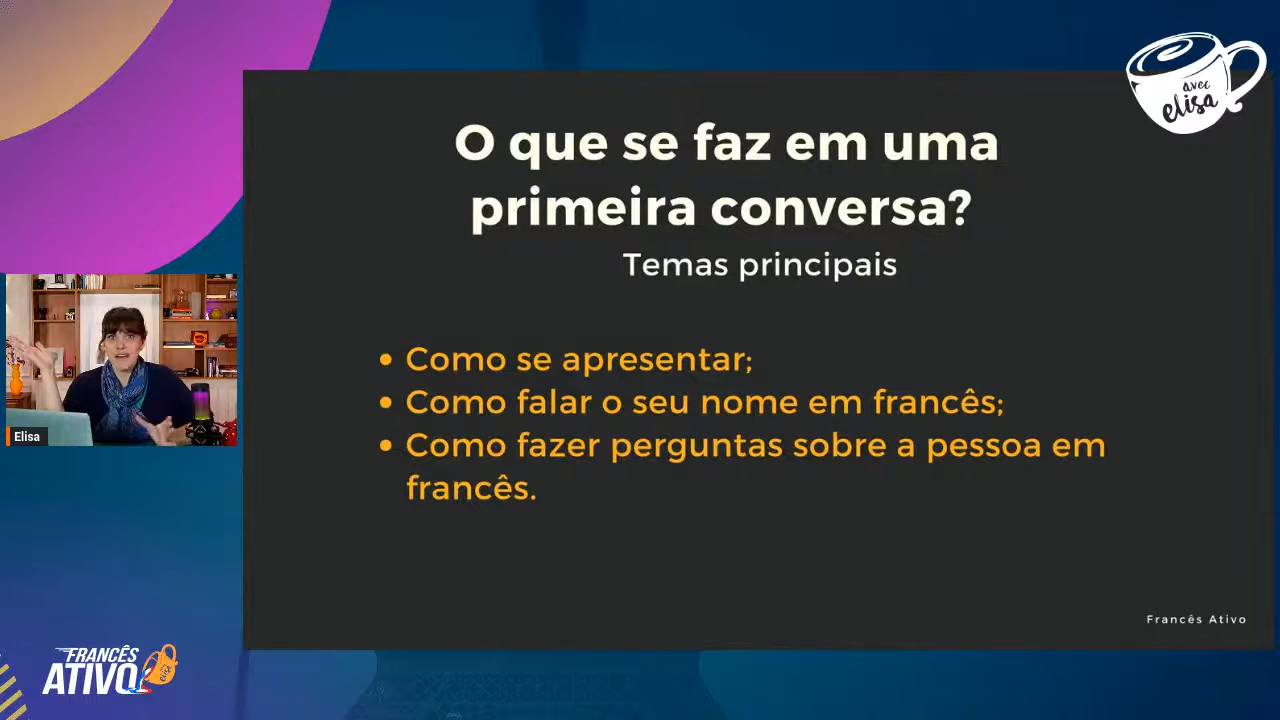 avec
elisa
O que se faz em uma
primeira conversa?
Temas principais
• Como se apresentar;
• Como falar o seu nome em francês;
• Como fazer perguntas sobre a pessoa em
francês.
Elisa
Francês Ativo
FRANCÊS
ATIVO
elisa